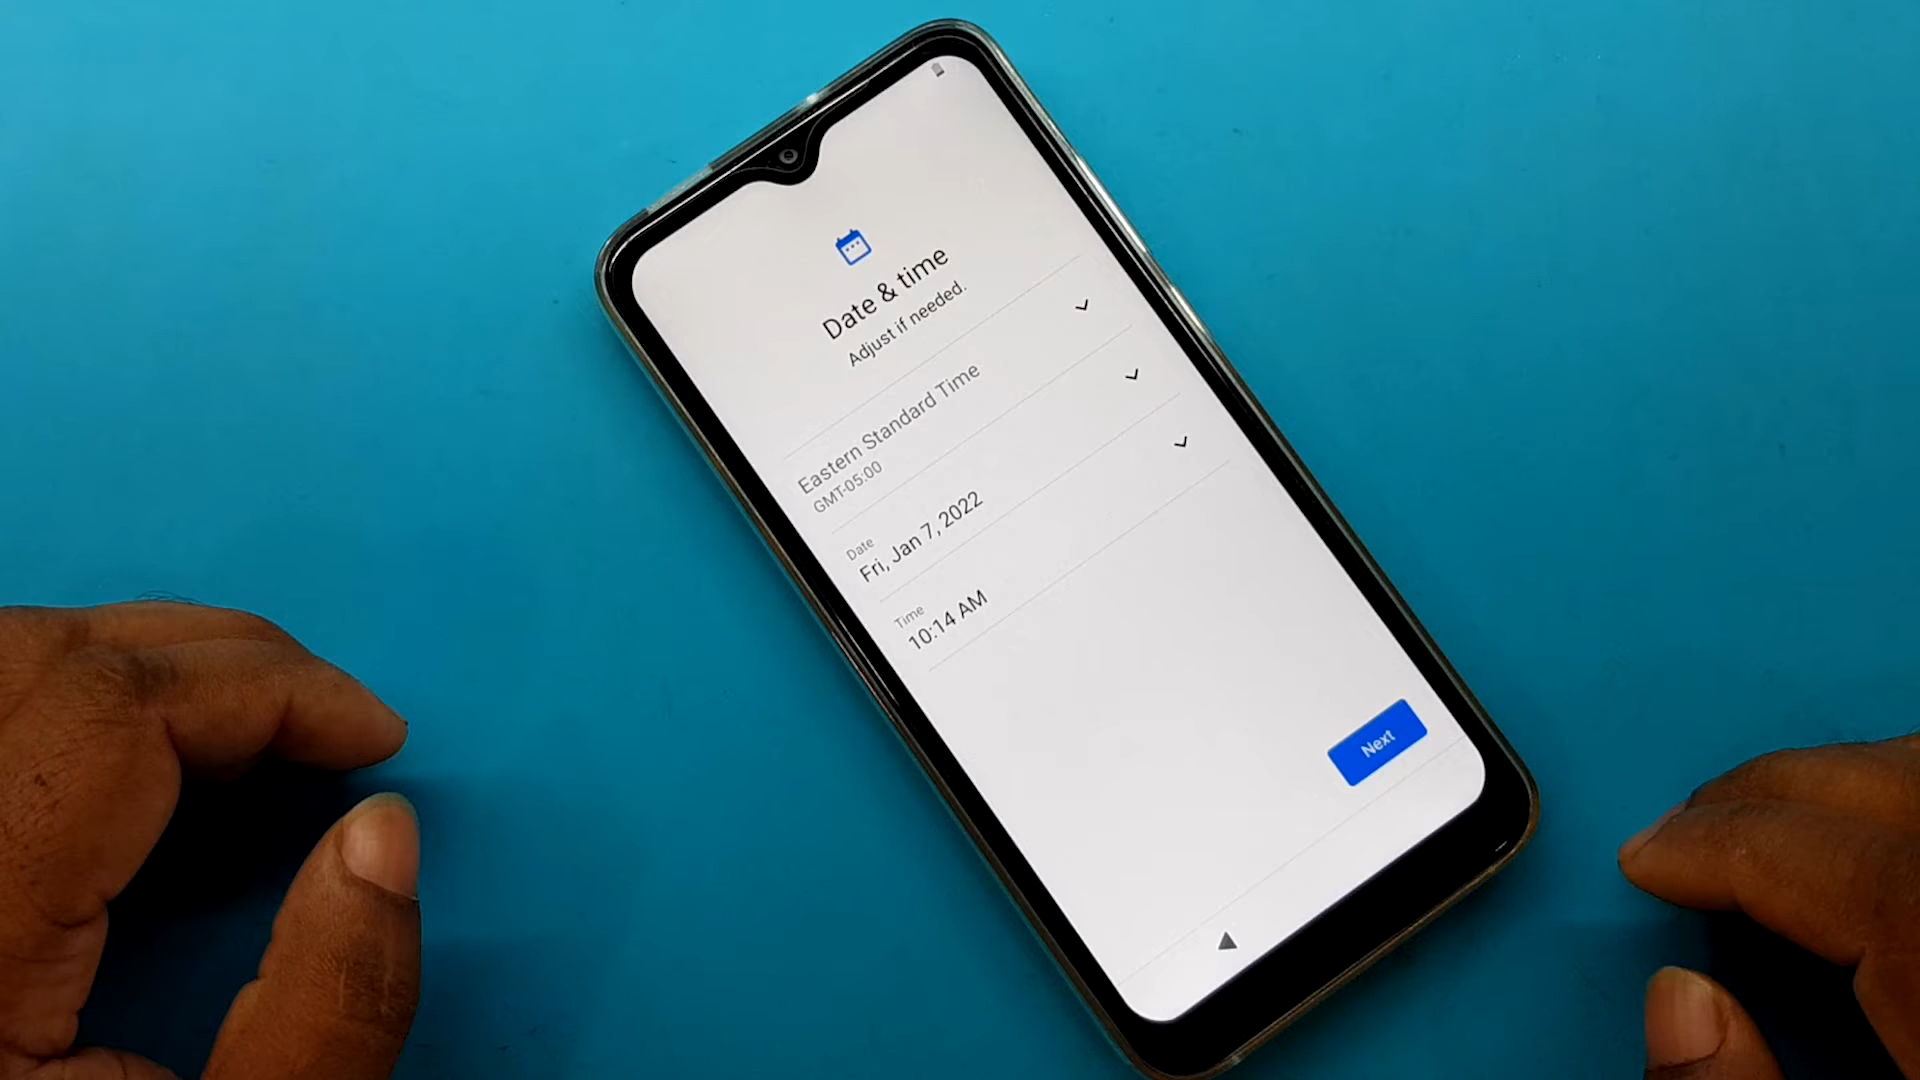 Date & time
Adjust if needed.
Eastern Standard Time
GMT-05:00
Date
Fri, Jan 7, 2022
Time
10:14 AM
Next